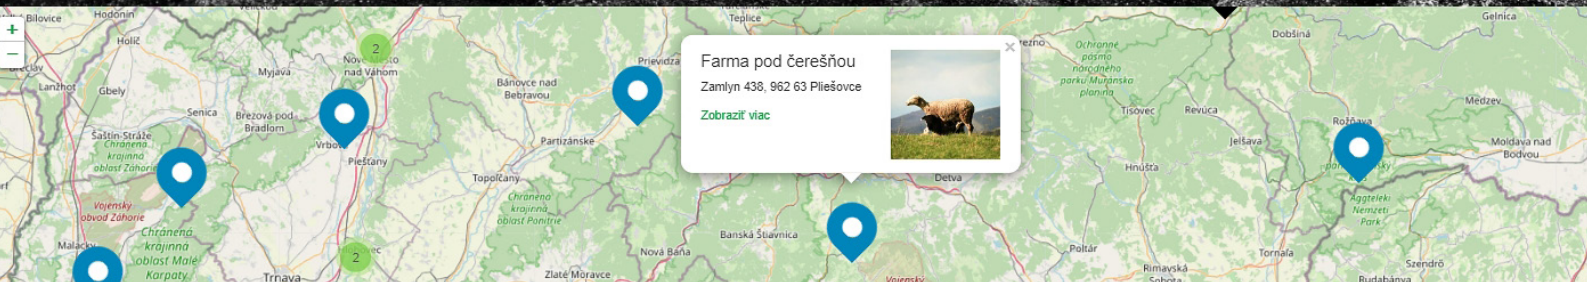 Bílovice
Hodonín
Holíč
Myjava
Lanžhot
Gbely
Senica
Brezová pod
Bradlom
Šaštín-Stráže
Chránená
krajinná
oblasť Záhorie
Vojenský
obvod Záhorie
Chránená
krajinná
oblasť Malé
Karpaty
Malacky
Trnava
2
nad Váhom
Vrbové
Piešťany
2
Bánovce nad
Bebravou
Partizánske
Topoľčany
Chránená
krajinná
oblasť Ponitrie
Prievidza
Nová Baňa
Zlaté Moravce
Teplice
Farma pod čerešňou
Zamlyn 438, 962 63 Pliešovce
Zobraziť viac
×
Banská Štiavnica
Detva
Vojenský
Ochranné
pásmo
národného
parku Muránska
planina
Dobšiná
Gelnica
Tisovec
Revúca
Jelšava
Hnúšťa
Rožňava
Medzev
Moldava nad
Bodvou
Aggteleki
Nemzeti
Park
Poltár
Rimavská
Sobota
Tornaľa
Szendrő
Rudabánya
+
−